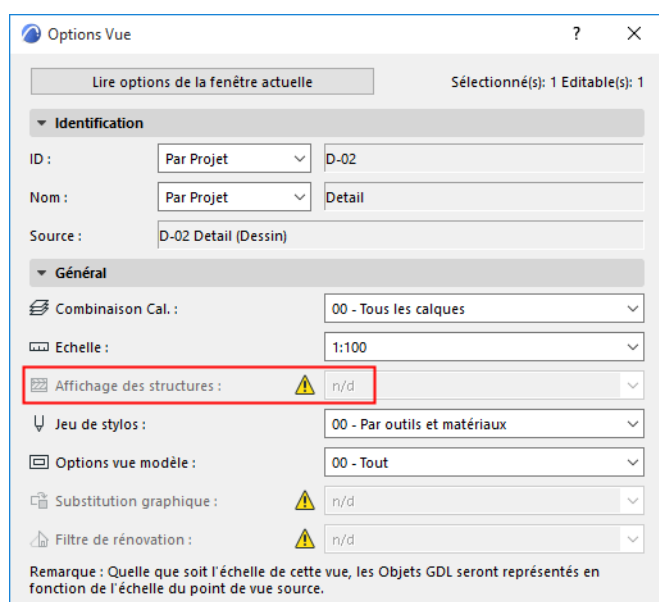 Options Vue
Lire options de la fenêtre actuelle
Sélectionné(s): 1 Editable(s): 1
Identification
ID : Par Projet D-02
Nom : Par Projet Detail
Source : D-02 Detail (Dessin)
Général
Combinaison Cal. : 00 - Tous les calques
Echelle : 1:100
Affichage des structures : n/d
Jeu de stylos : 00 - Par outils et matériaux
Options vue modèle : 00 - Tout
Substitution graphique : n/d
Filtre de rénovation : n/d
Remarque : Quelle que soit l'échelle de cette vue, les Objets GDL seront représentés en
fonction de l'échelle du point de vue source.